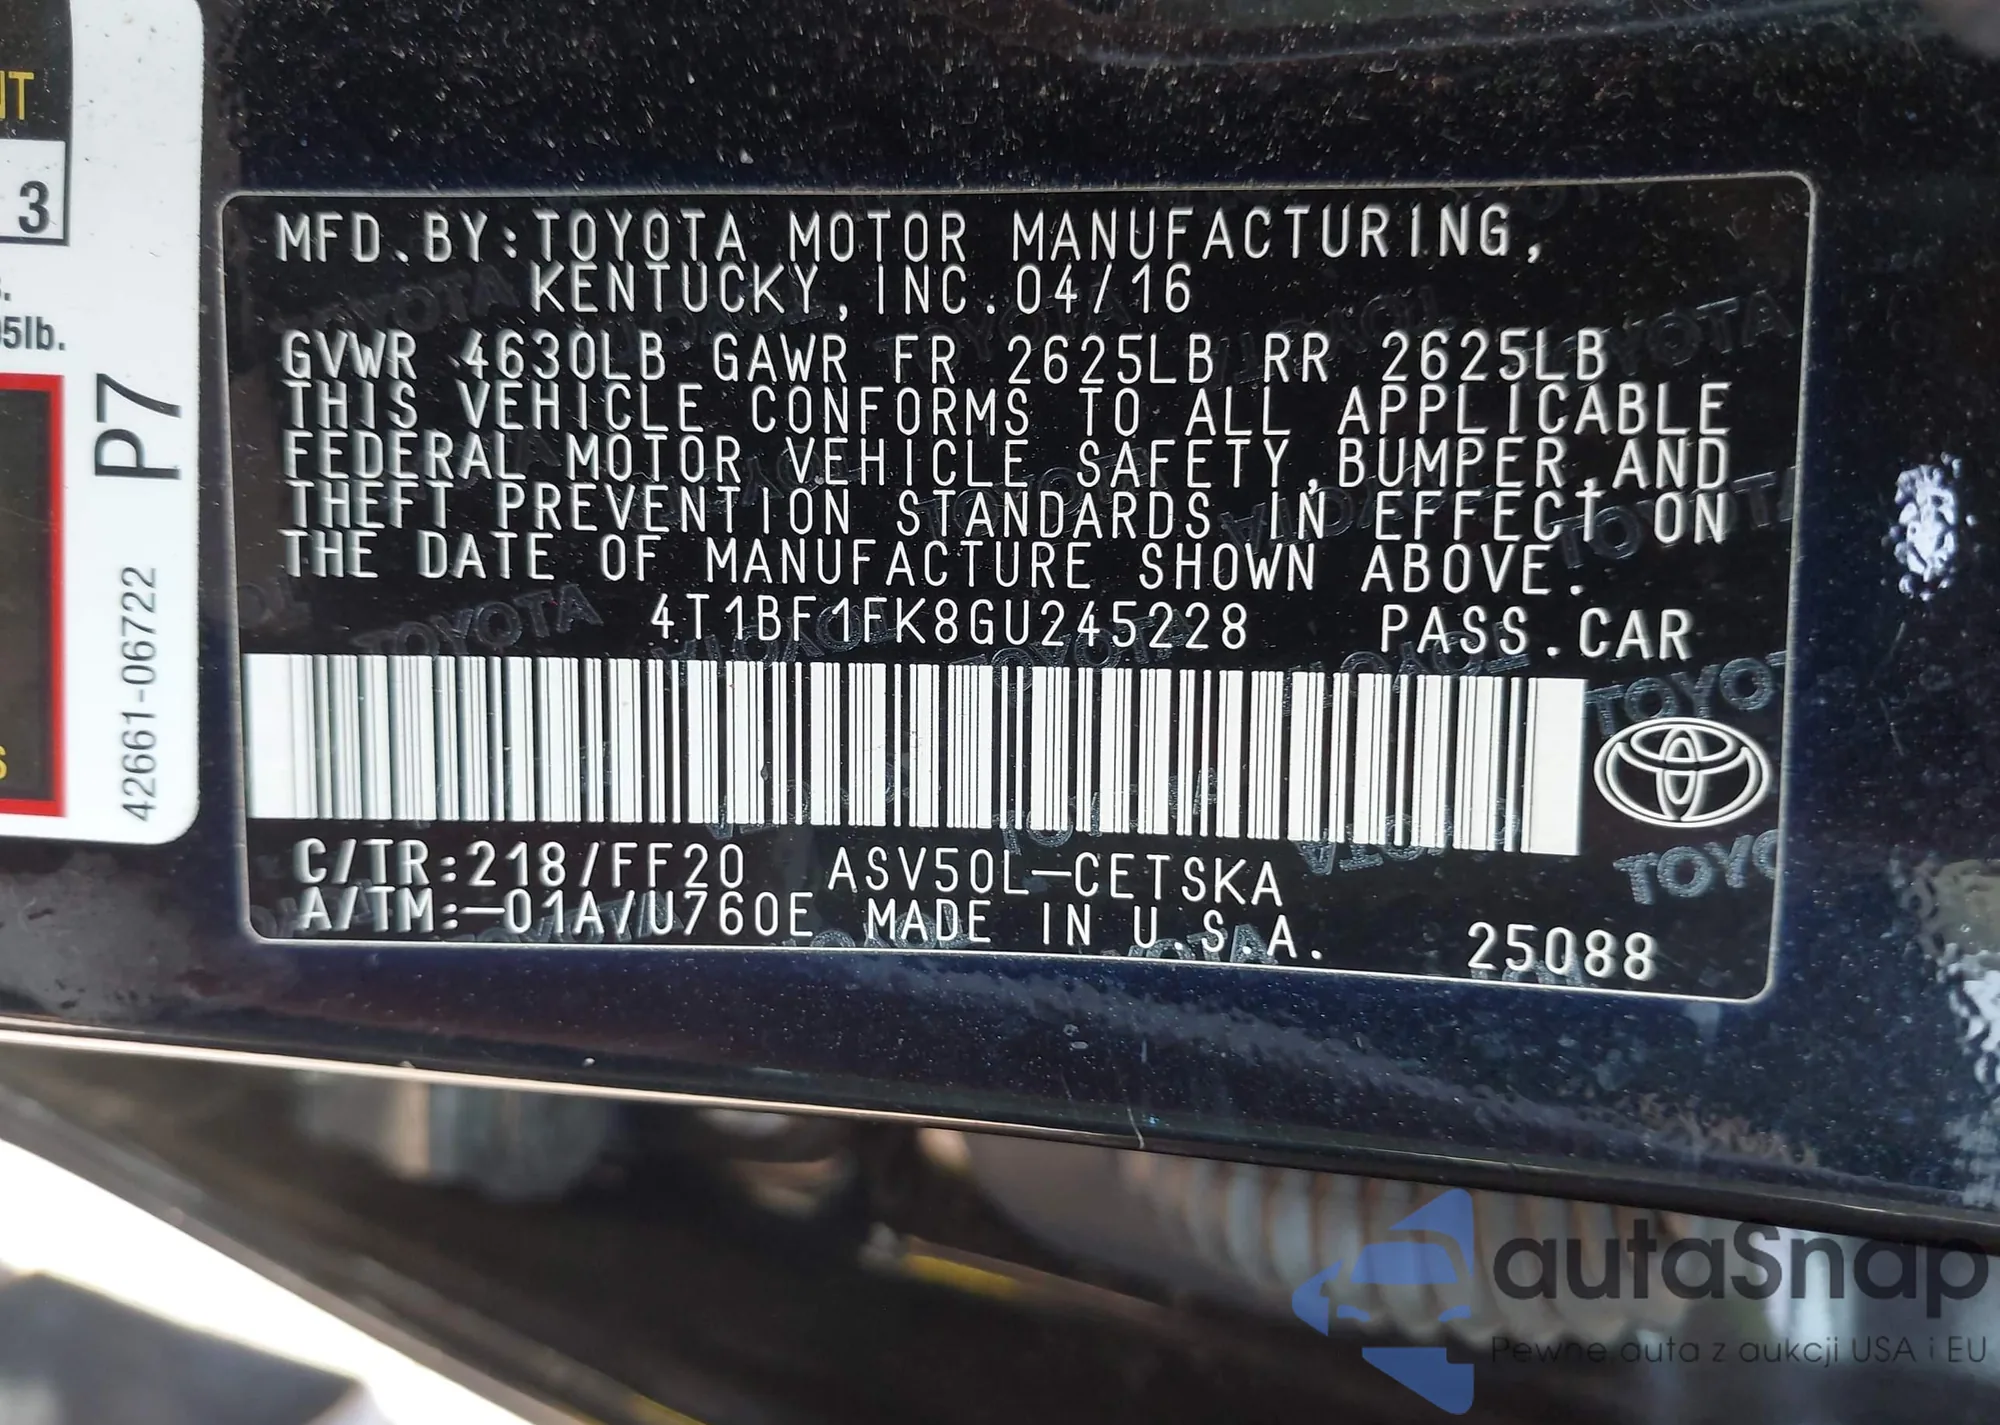 NT
3
5lb.
P7
42661-06722
S
MFD.BY:TOYOTA MOTOR MANUFACTURING,
KENTUCKY,INC.04/16
GVWR 4630LB GAWR FR 2625LB RR 2625LB
THIS VEHICLE CONFORMS TO ALL APPLICABLE
FEDERAL MOTOR VEHICLE SAFETY,BUMPER,AND
THEFT PREVENTION STANDARDS IN EFFECT ON
THE DATE OF MANUFACTURE SHOWN ABOVE.
4T1BF1FK8GU245228 PASS.CAR
C/TR:218/FF20 ASV50L-CETSKA
A/TM:-01A/U760E MADE IN U.S.A. 25088
autaSnap
Pewne auta z aukcji USA i EU